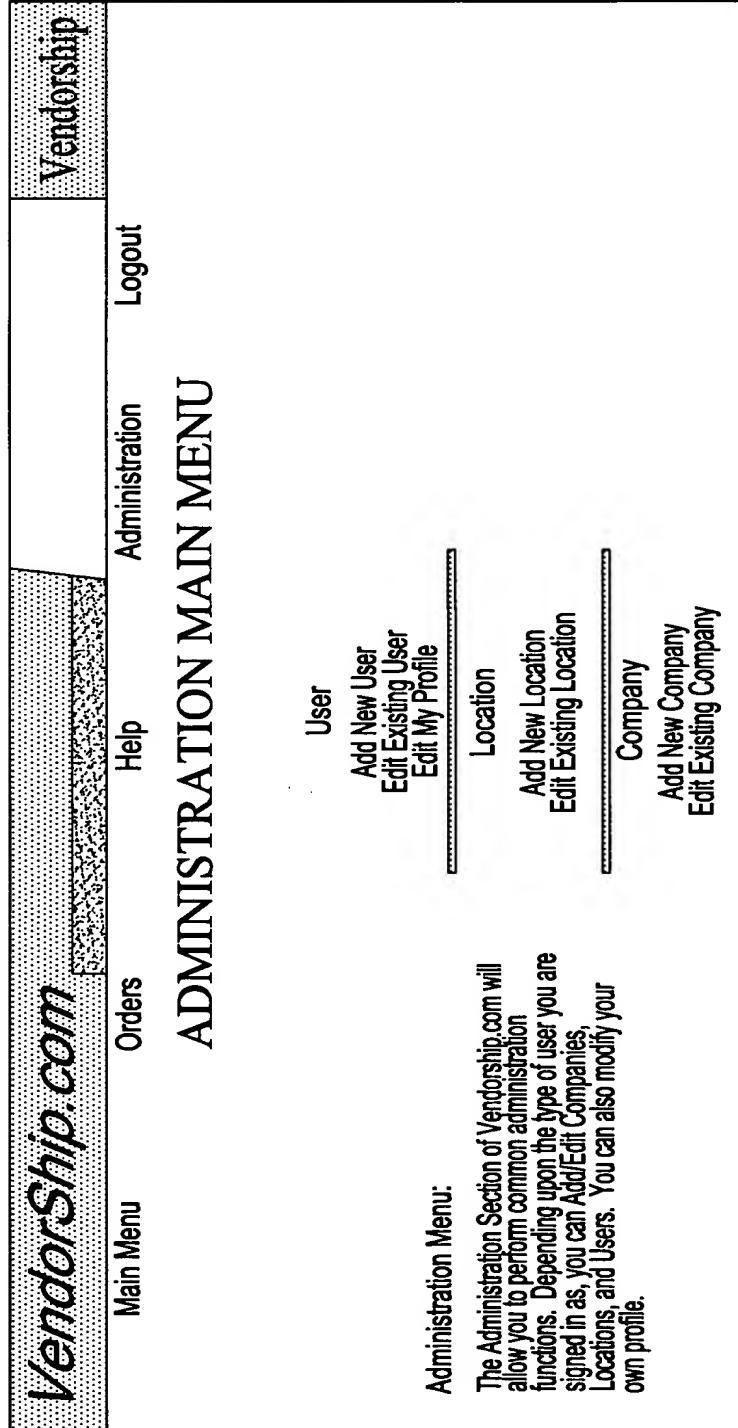 VendorShip.com
Vendorship
Main Menu Orders Help Administration Logout
ADMINISTRATION MAIN MENU
Administration Menu:
The Administration Section of Vendorship.com will
allow you to perform common administration
functions. Depending upon the type of user you are
signed in as, you can Add/Edit Companies,
Locations, and Users. You can also modify your
own profile.
User
Add New User
Edit Existing User
Edit My Profile
Location
Add New Location
Edit Existing Location
Company
Add New Company
Edit Existing Company